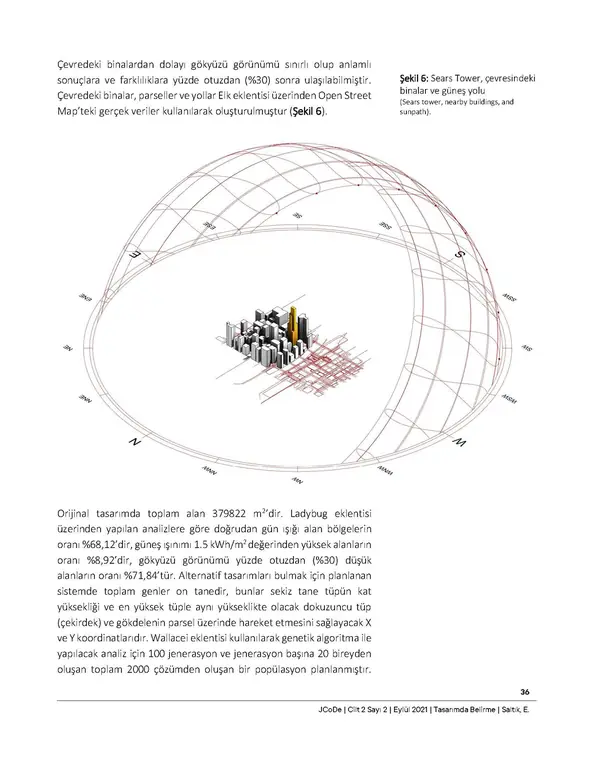 Çevredeki binalardan dolayı gökyüzü görünümü sınırlı olup anlamlı
sonuçlara ve farklılıklara yüzde otuzdan (%30) sonra ulaşılabilmiştir.
Çevredeki binalar, parseller ve yollar Elk eklentisi üzerinden Open Street
Map’teki gerçek veriler kullanılarak oluşturulmuştur (Şekil 6).
Şekil 6: Sears Tower, çevresindeki
binalar ve güneş yolu
(Sears tower, nearby buildings, and
sunpath).
SE
ESE
SSE
E
S
ENE
SSW
NE
SW
NNE
WSW
N
W
NNW
WNW
NW
Orijinal tasarımda toplam alan 379822 m²’dir. Ladybug eklentisi
üzerinden yapılan analizlere göre doğrudan gün ışığı alan bölgelerin
oranı %68,12’dir, güneş ışınımı 1.5 kWh/m² değerinden yüksek alanların
oranı %8,92’dir, gökyüzü görünümü yüzde otuzdan (%30) düşük
alanların oranı %71,84’tür. Alternatif tasarımları bulmak için planlanan
sistemde toplam genler on tanedir, bunlar sekiz tane tüpün kat
yüksekliği ve en yüksek tüple aynı yükseklikte olacak dokuzuncu tüp
(çekirdek) ve gökdelenin parsel üzerinde hareket etmesini sağlayacak X
ve Y koordinatlarıdır. Wallacei eklentisi kullanılarak genetik algoritma ile
yapılacak analiz için 100 jenerasyon ve jenerasyon başına 20 bireyden
oluşan toplam 2000 çözümden oluşan bir popülasyon planlanmıştır.
36
JCoDe | Cilt 2 Sayı 2 | Eylül 2021 | Tasarımda Belirme | Saltık, E.